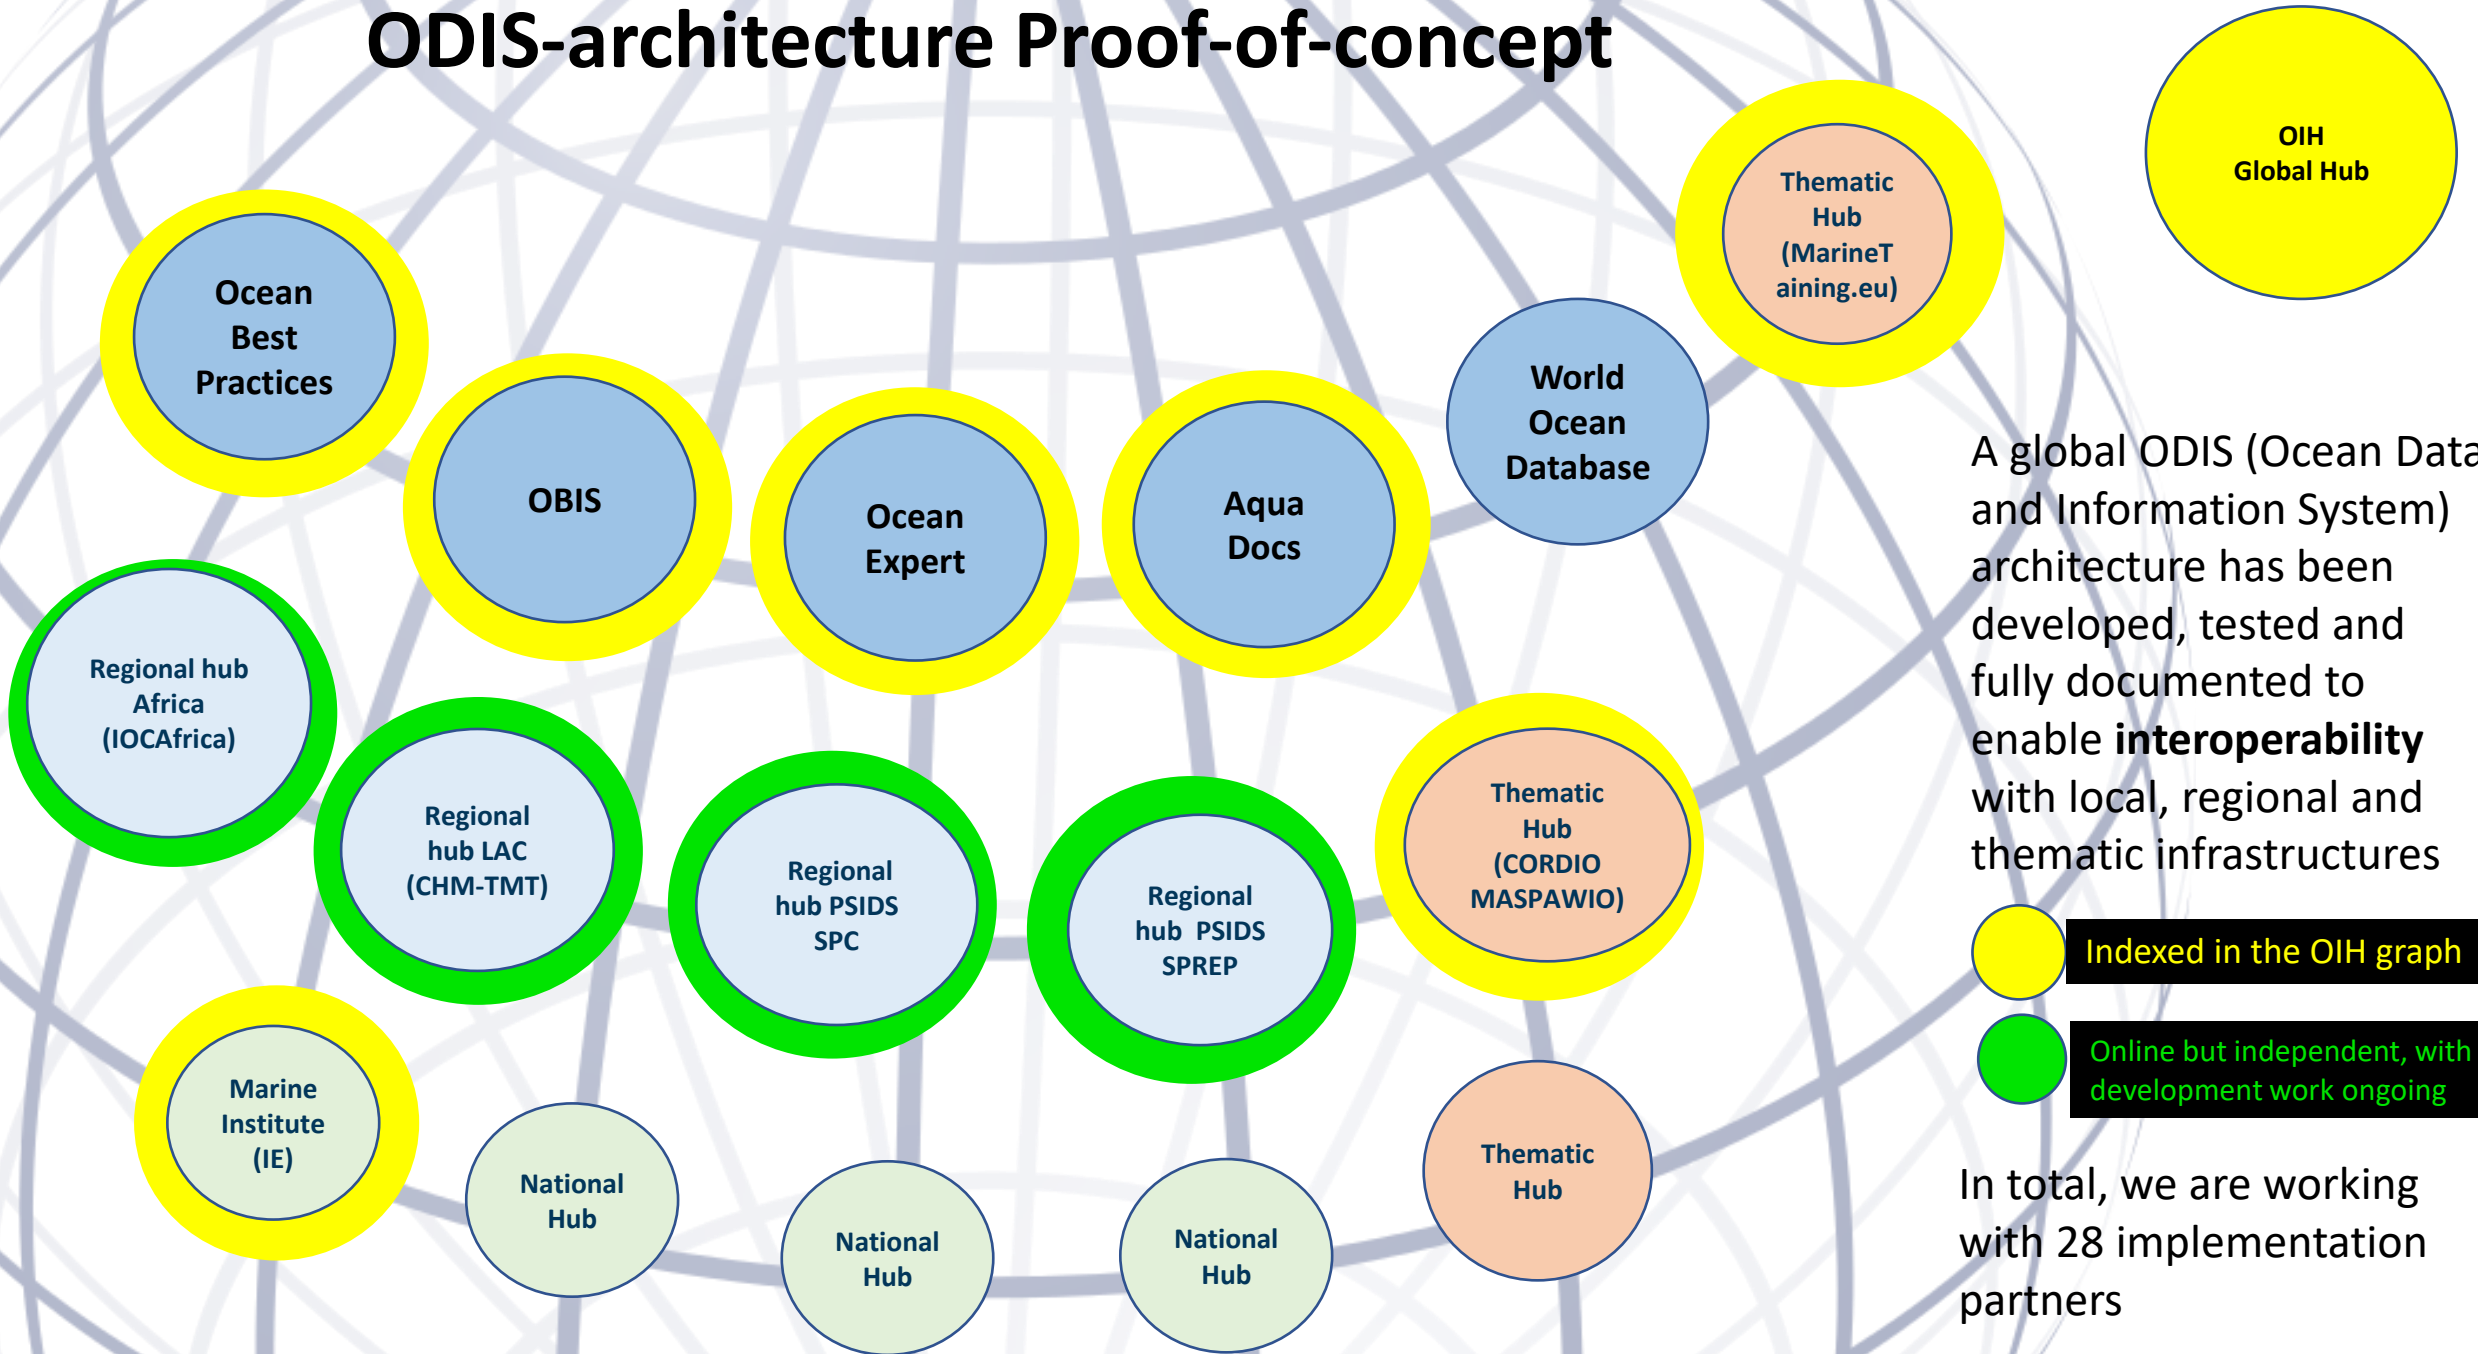 ODIS-architecture Proof-of-concept
OIH
Global Hub
Thematic
Hub
(MarineT
aining.eu)
Ocean
Best
Practices
OBIS
Ocean
Expert
Aqua
Docs
World
Ocean
Database
A global ODIS (Ocean Data
and Information System)
architecture has been
developed, tested and
fully documented to
enable interoperability
with local, regional and
thematic infrastructures
Regional hub
Africa
(IOCAfrica)
Regional
hub LAC
(CHM-TMT)
Regional
hub PSIDS
SPC
Regional
hub PSIDS
SPREP
Thematic
Hub
(CORDIO
MASPAWIO)
Indexed in the OIH graph
Online but independent, with
development work ongoing
Marine
Institute
(IE)
National
Hub
National
Hub
National
Hub
Thematic
Hub
In total, we are working
with 28 implementation
partners